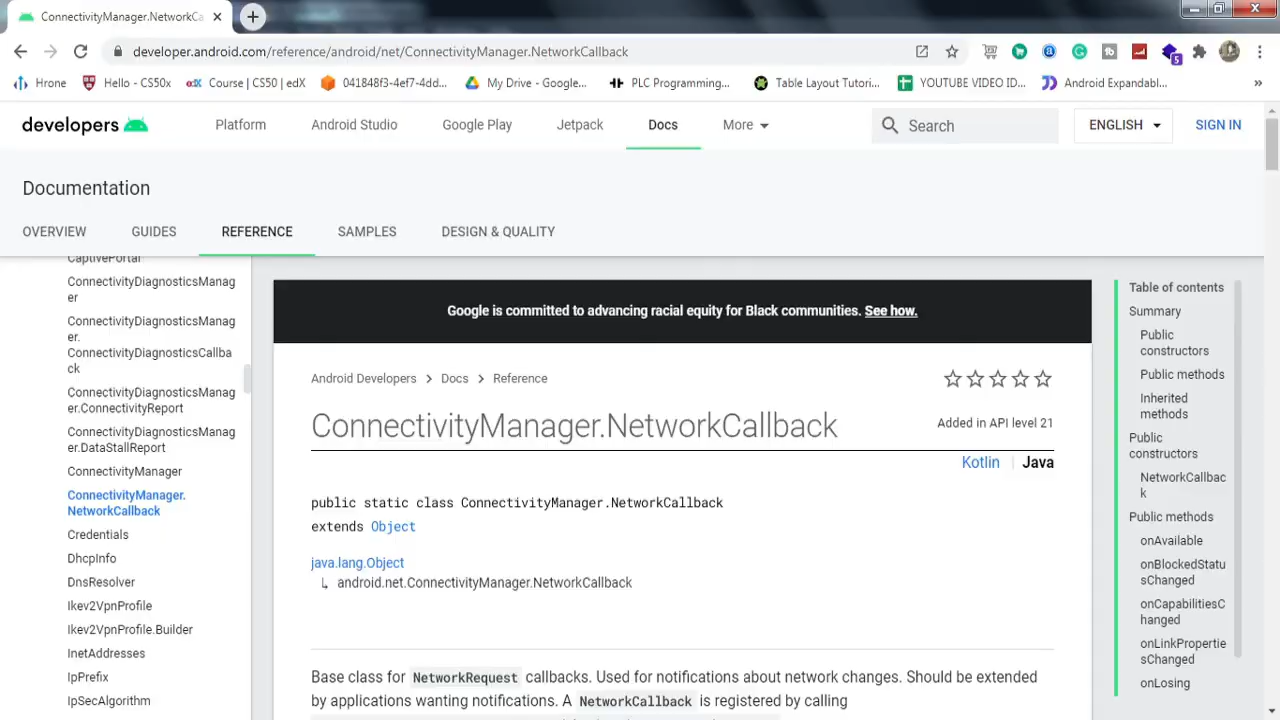 ConnectivityManager.NetworkCa
developer.android.com/reference/android/net/ConnectivityManager.NetworkCallback
5
Hrone
Hello - CS50x
Course | CS50 | edX
041848f3-4ef7-4dd...
My Drive - Google...
PLC Programming...
Table Layout Tutori...
YOUTUBE VIDEO ID...
Android Expandabl...
»
developers
Platform
Android Studio
Google Play
Jetpack
Docs
More
Search
ENGLISH
SIGN IN
Documentation
OVERVIEW
GUIDES
REFERENCE
SAMPLES
DESIGN & QUALITY
CaptivePortal
ConnectivityDiagnosticsManag
er
ConnectivityDiagnosticsManag
er.
ConnectivityDiagnosticsCallba
ck
ConnectivityDiagnosticsManag
er.ConnectivityReport
ConnectivityDiagnosticsManag
er.DataStallReport
ConnectivityManager
ConnectivityManager.
NetworkCallback
Credentials
DhcpInfo
DnsResolver
Ikev2VpnProfile
Ikev2VpnProfile.Builder
InetAddresses
IpPrefix
IpSecAlgorithm
Google is committed to advancing racial equity for Black communities. See how.
Android Developers > Docs > Reference
ConnectivityManager.NetworkCallback
Added in API level 21
Kotlin | Java
public static class ConnectivityManager.NetworkCallback
extends Object
java.lang.Object
↳ android.net.ConnectivityManager.NetworkCallback
Base class for NetworkRequest callbacks. Used for notifications about network changes. Should be extended
by applications wanting notifications. A NetworkCallback is registered by calling
Table of contents
Summary
Public
constructors
Public methods
Inherited
methods
Public
constructors
NetworkCallbac
k
Public methods
onAvailable
onBlockedStatu
sChanged
onCapabilitiesC
hanged
onLinkPropertie
sChanged
onLosing